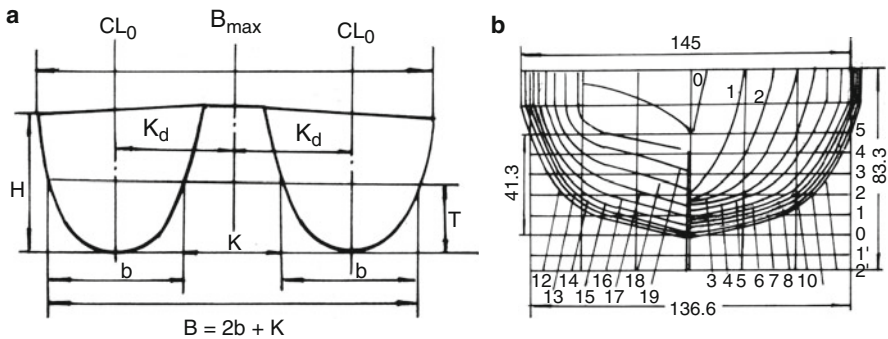 a
CL0 Bmax CL0
Kd Kd
H
T
K
b b
B = 2b + K
b
145
0 1 2
5
4
3
2
1
0
1'
2'
41.3
83.3
12 14 16 18 3 4 5 6 7 8 10
13 15 17 19
136.6